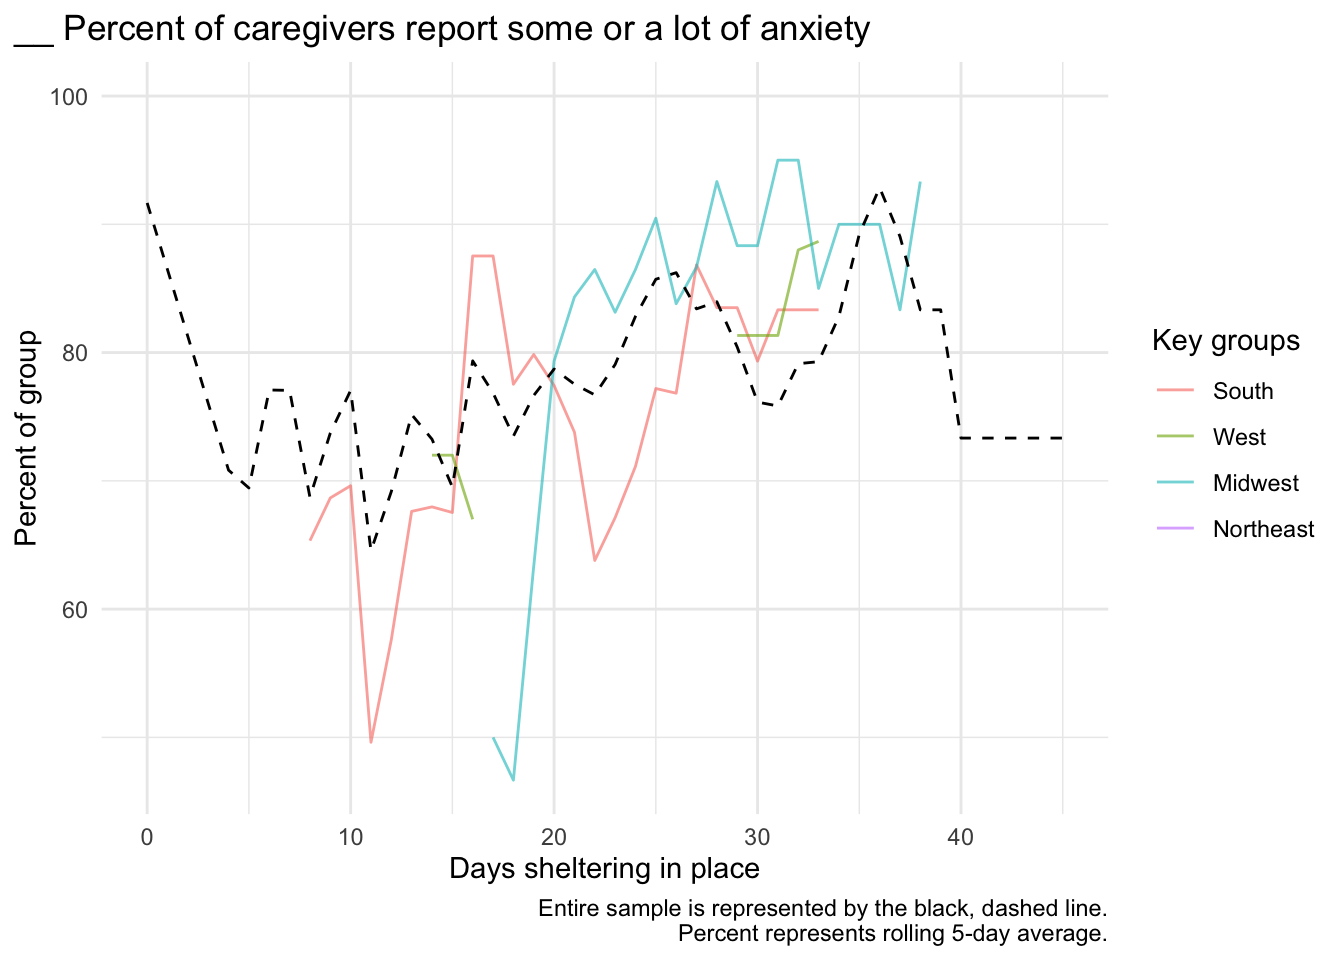 __ Percent of caregivers report some or a lot of anxiety
100
80
60
Percent of group
0 10 20 30 40
Days sheltering in place
Key groups
South
West
Midwest
Northeast
Entire sample is represented by the black, dashed line.
Percent represents rolling 5-day average.